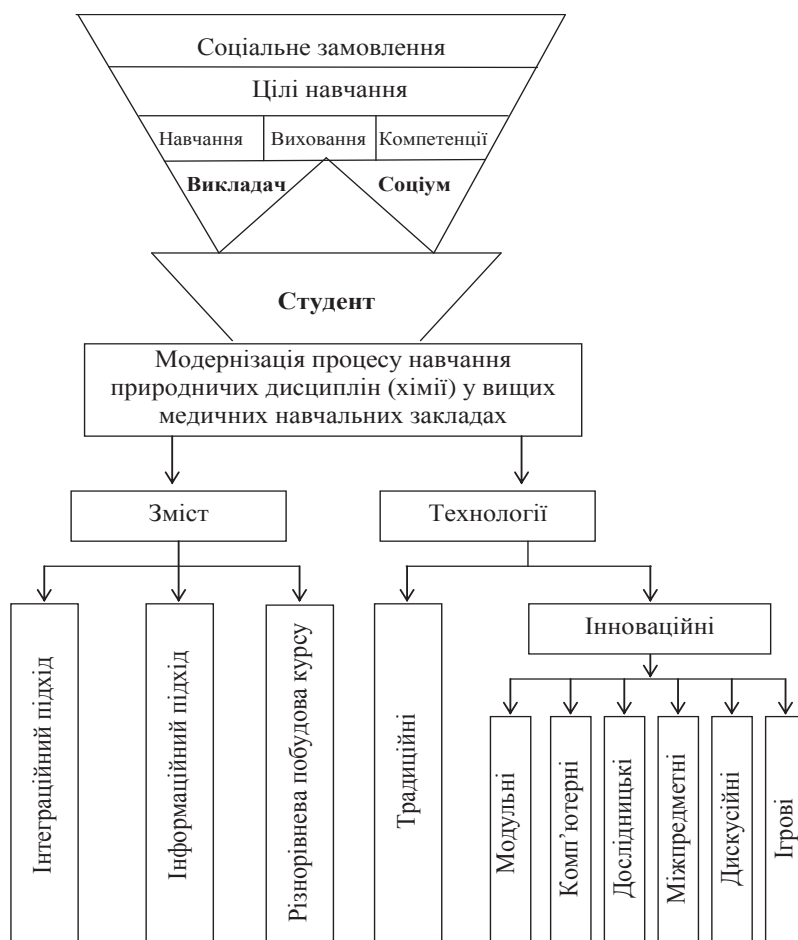 Соціальне замовлення
Цілі навчання
Навчання
Виховання
Компетенції
Викладач
Соціум
Студент
Модернізація процесу навчання
природничих дисциплін (хімії) у вищих
медичних навчальних закладах
Зміст
Технології
Інтеграційний підхід
Інформаційний підхід
Різнорівнева побудова курсу
Традиційні
Інноваційні
Модульні
Комп’ютерні
Дослідницькі
Міжпредметні
Дискусійні
Ігрові